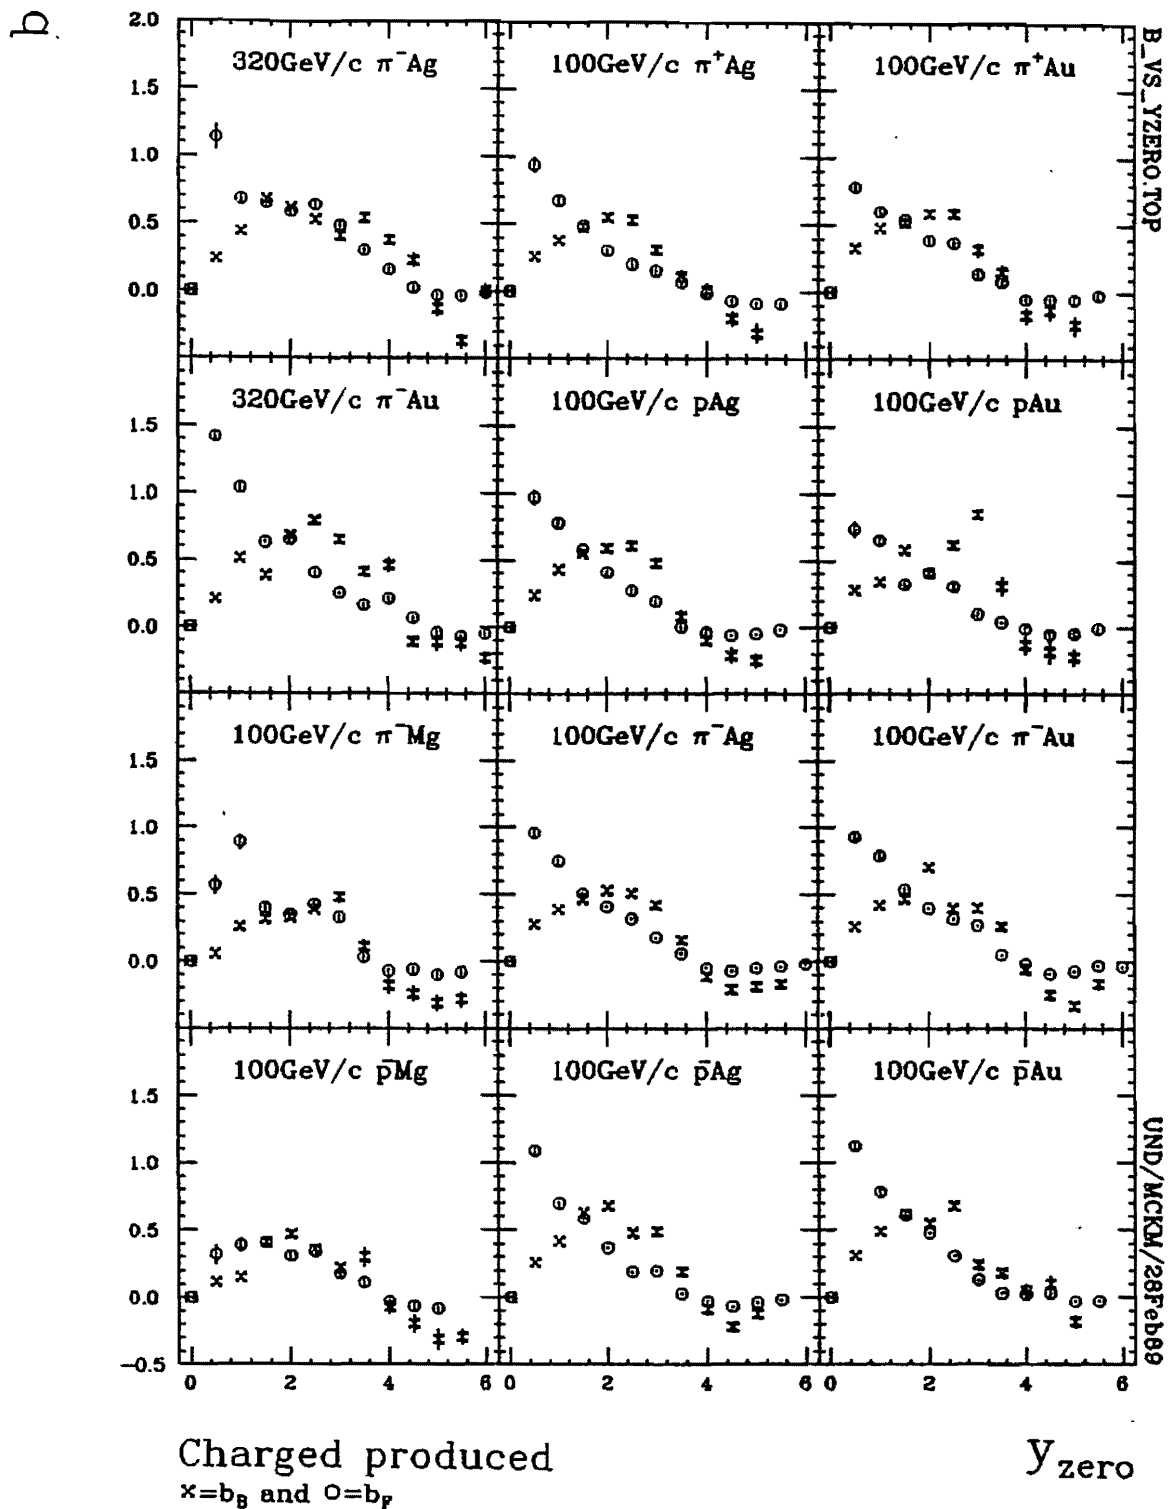 b
B_VS_YZERO.TOP
320GeV/c π⁻Ag
100GeV/c π⁺Ag
100GeV/c π⁺Au
2.0
1.5
1.0
0.5
0.0
320GeV/c π⁻Au
100GeV/c pAg
100GeV/c pAu
1.5
1.0
0.5
0.0
100GeV/c π⁻Mg
100GeV/c π⁻Ag
100GeV/c π⁻Au
1.5
1.0
0.5
0.0
100GeV/c p̄Mg
100GeV/c p̄Ag
100GeV/c p̄Au
1.5
1.0
0.5
0.0
-0.5
0 2 4 6 0 2 4 6 0 2 4 6
UND/MCKM/28Feb89
Charged produced
y_zero
×=b_B and O=b_F